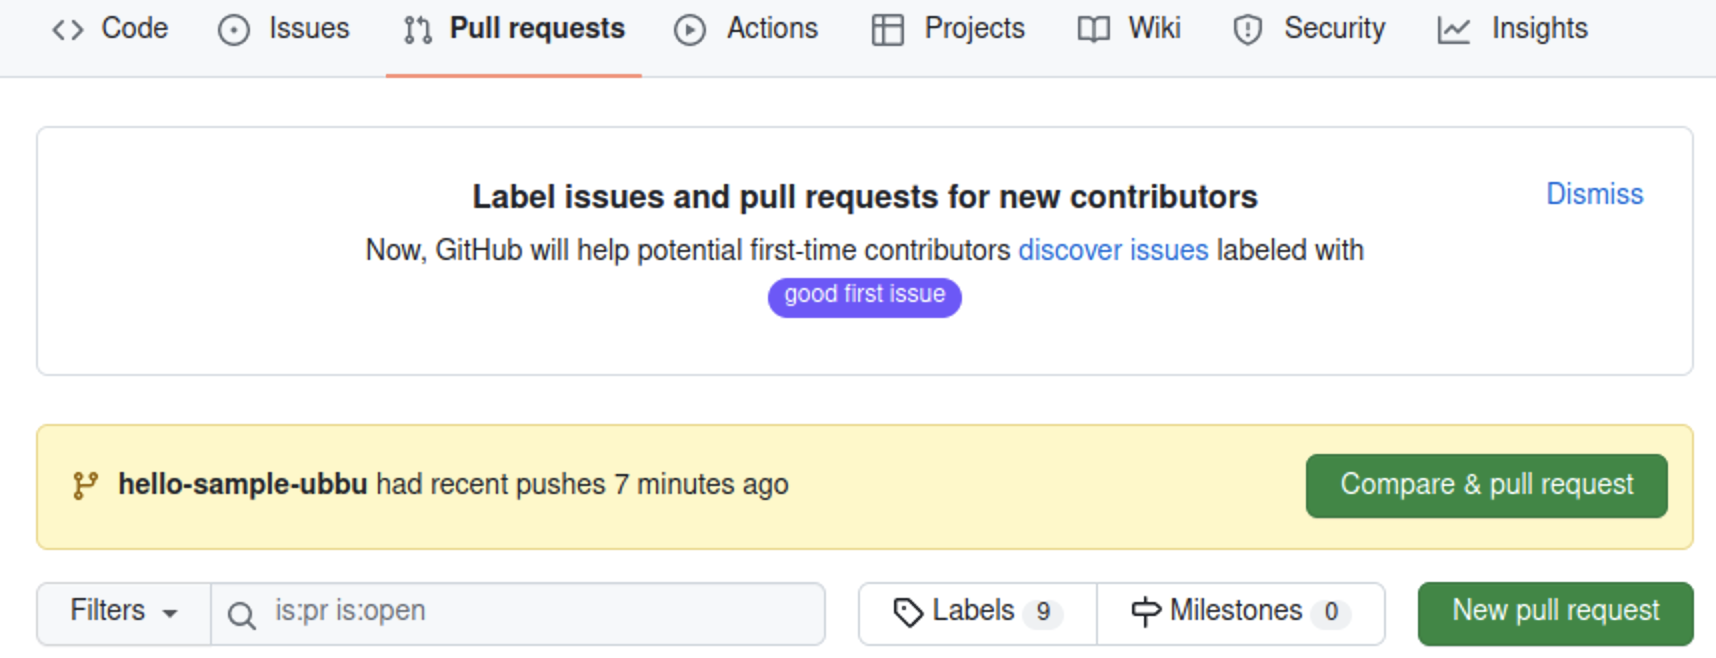 Code Issues Pull requests Actions Projects Wiki Security Insights
Label issues and pull requests for new contributors
Dismiss
Now, GitHub will help potential first-time contributors discover issues labeled with
good first issue
hello-sample-ubbu had recent pushes 7 minutes ago
Compare & pull request
Filters is:pr is:open Labels 9 Milestones 0 New pull request